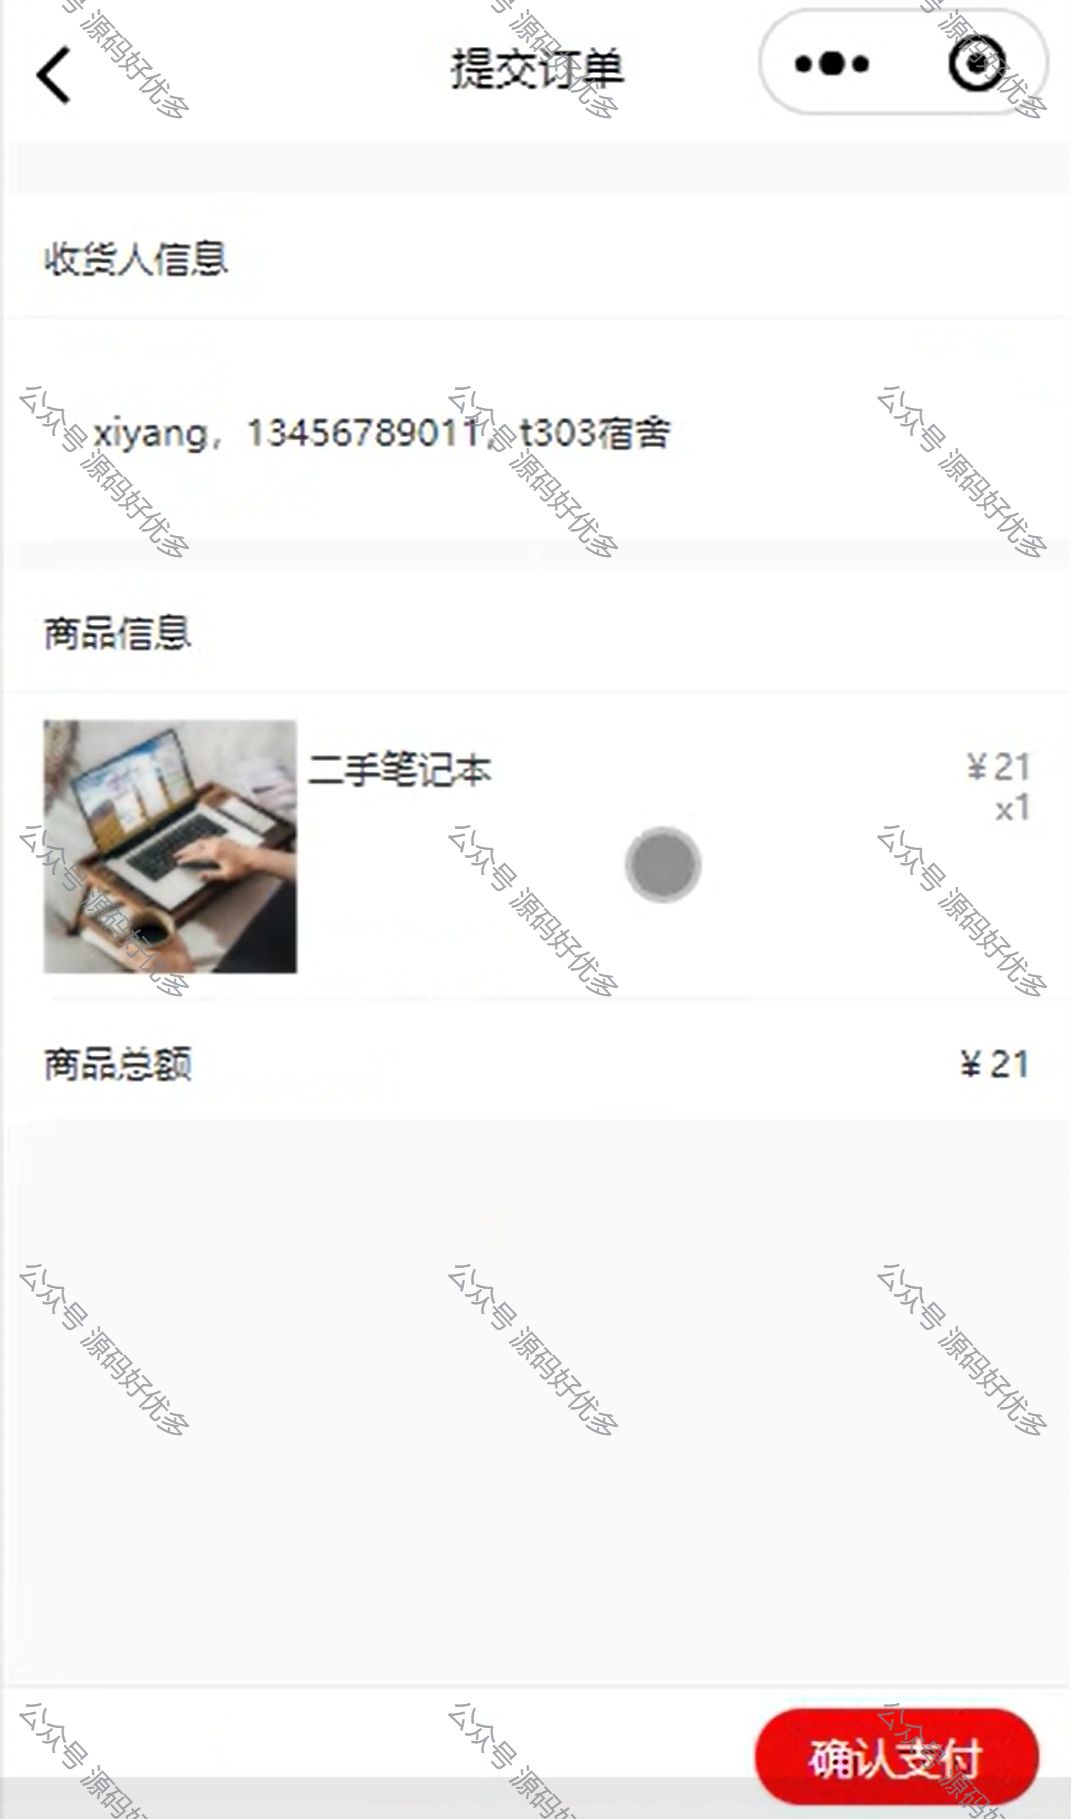 提交订单
收货人信息
xiyang，13456789011，t303宿舍
商品信息
二手笔记本
¥21
x1
商品总额
¥21
确认支付
公众号 源码好优多